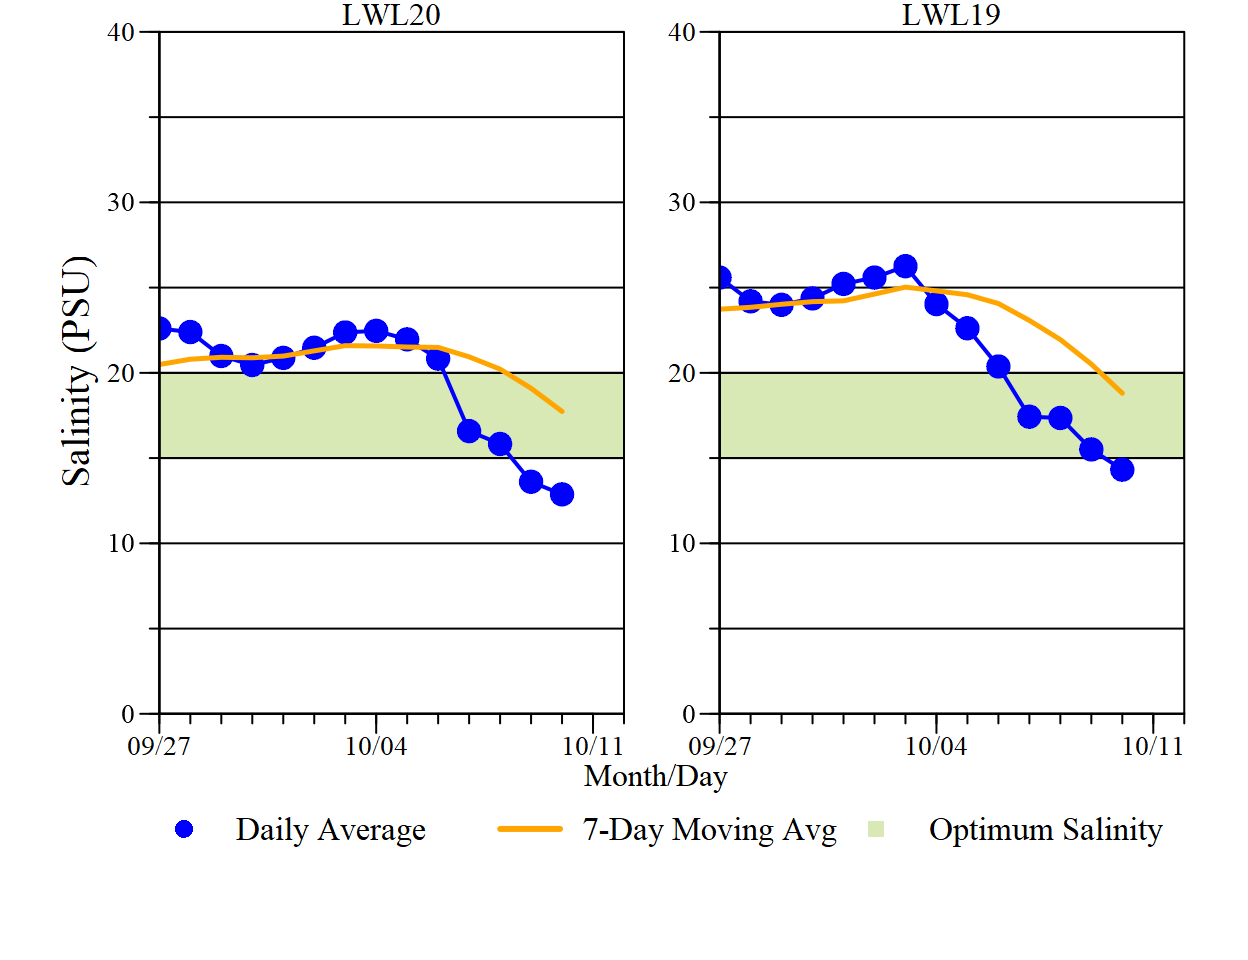 LWL20
LWL19
40
30
20
10
0
40
30
20
10
0
Salinity (PSU)
09/27
10/04
10/11
09/27
10/04
10/11
Month/Day
Daily Average
7-Day Moving Avg
Optimum Salinity